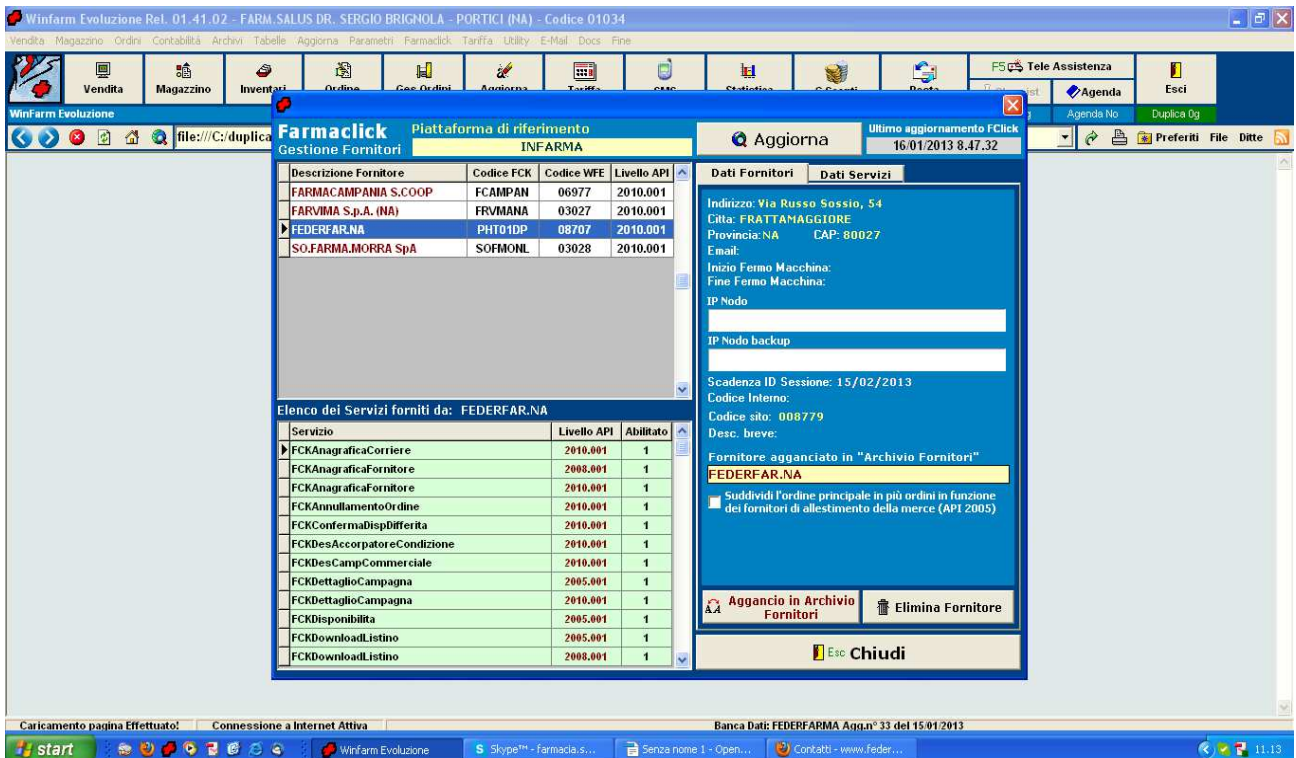 Winfarm Evoluzione Rel. 01.41.02 - FARM.SALUS DR. SERGIO BRIGNOLA - PORTICI (NA) - Codice 01034
Vendita Magazzino Ordini Contabilità Archivi Tabelle Aggiorna Parametri Farmaclick Tariffa Utility E-Mail Docs Fine
Vendita Magazzino Inventari Ordine Ges.Ordini Aggiorna Tariffa SMS Statistica Posta
F5 Tele Assistenza
Agenda
Esci
WinFarm Evoluzione
Agenda No
Duplica 0g
file:///C:/duplica
Preferiti File Ditte
Farmaclick
Gestione Fornitori
Piattaforma di riferimento
INFARMA
Aggiorna
Ultimo aggiornamento FClick
16/01/2013 8.47.32
Descrizione Fornitore Codice FCK Codice WFE Livello API
FARMACAMPANIA S.COOP FCAMPAN 06977 2010.001
FARVIMA S.p.A. (NA) FRVMANA 03027 2010.001
FEDERFAR.NA PHT01DP 08707 2010.001
SO.FARMA.MORRA SpA SOFMONL 03028 2010.001
Elenco dei Servizi forniti da: FEDERFAR.NA
Servizio Livello API Abilitato
FCKAnagraficaCorriere 2010.001 1
FCKAnagraficaFornitore 2008.001 1
FCKAnagraficaFornitore 2010.001 1
FCKAnnullamentoOrdine 2010.001 1
FCKConfermaDispDifferita 2010.001 1
FCKDesAccorpatoreCondizione 2010.001 1
FCKDesCampCommerciale 2010.001 1
FCKDettaglioCampagna 2005.001 1
FCKDettaglioCampagna 2010.001 1
FCKDisponibilita 2005.001 1
FCKDownloadListino 2005.001 1
FCKDownloadListino 2008.001 1
Dati Fornitori Dati Servizi
Indirizzo: Via Russo Sossio, 54
Citta: FRATTAMAGGIORE
Provincia: NA CAP: 80027
Email:
Inizio Fermo Macchina:
Fine Fermo Macchina:
IP Nodo
IP Nodo backup
Scadenza ID Sessione: 15/02/2013
Codice Interno:
Codice sito: 008779
Desc. breve:
Fornitore agganciato in "Archivio Fornitori"
FEDERFAR.NA
Suddividi l'ordine principale in più ordini in funzione
dei fornitori di allestimento della merce (API 2005)
Aggancio in Archivio
Fornitori
Elimina Fornitore
Esc Chiudi
Caricamento pagina Effettuato! Connessione a Internet Attiva Banca Dati: FEDERFARMA Agg.n° 33 del 15/01/2013
start Winfarm Evoluzione Skype™ - farmacia.s... Senza nome 1 - Open... Contatti - www.feder... 11.13